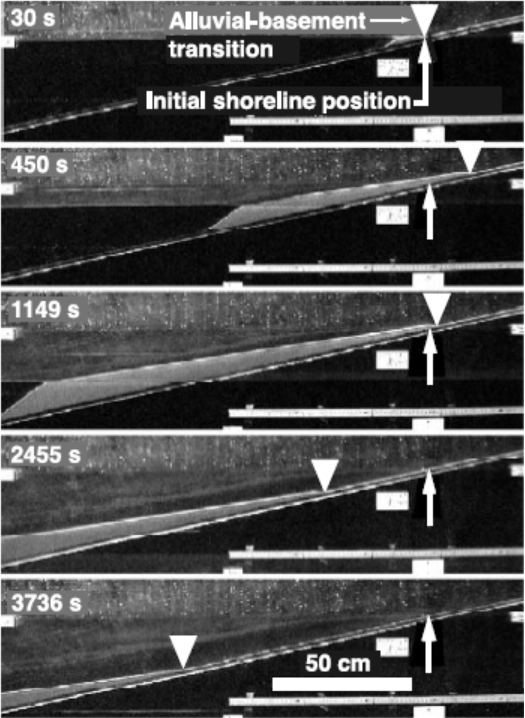 30 s
Alluvial-basement
transition
Initial shoreline position
450 s
1149 s
2455 s
3736 s
50 cm